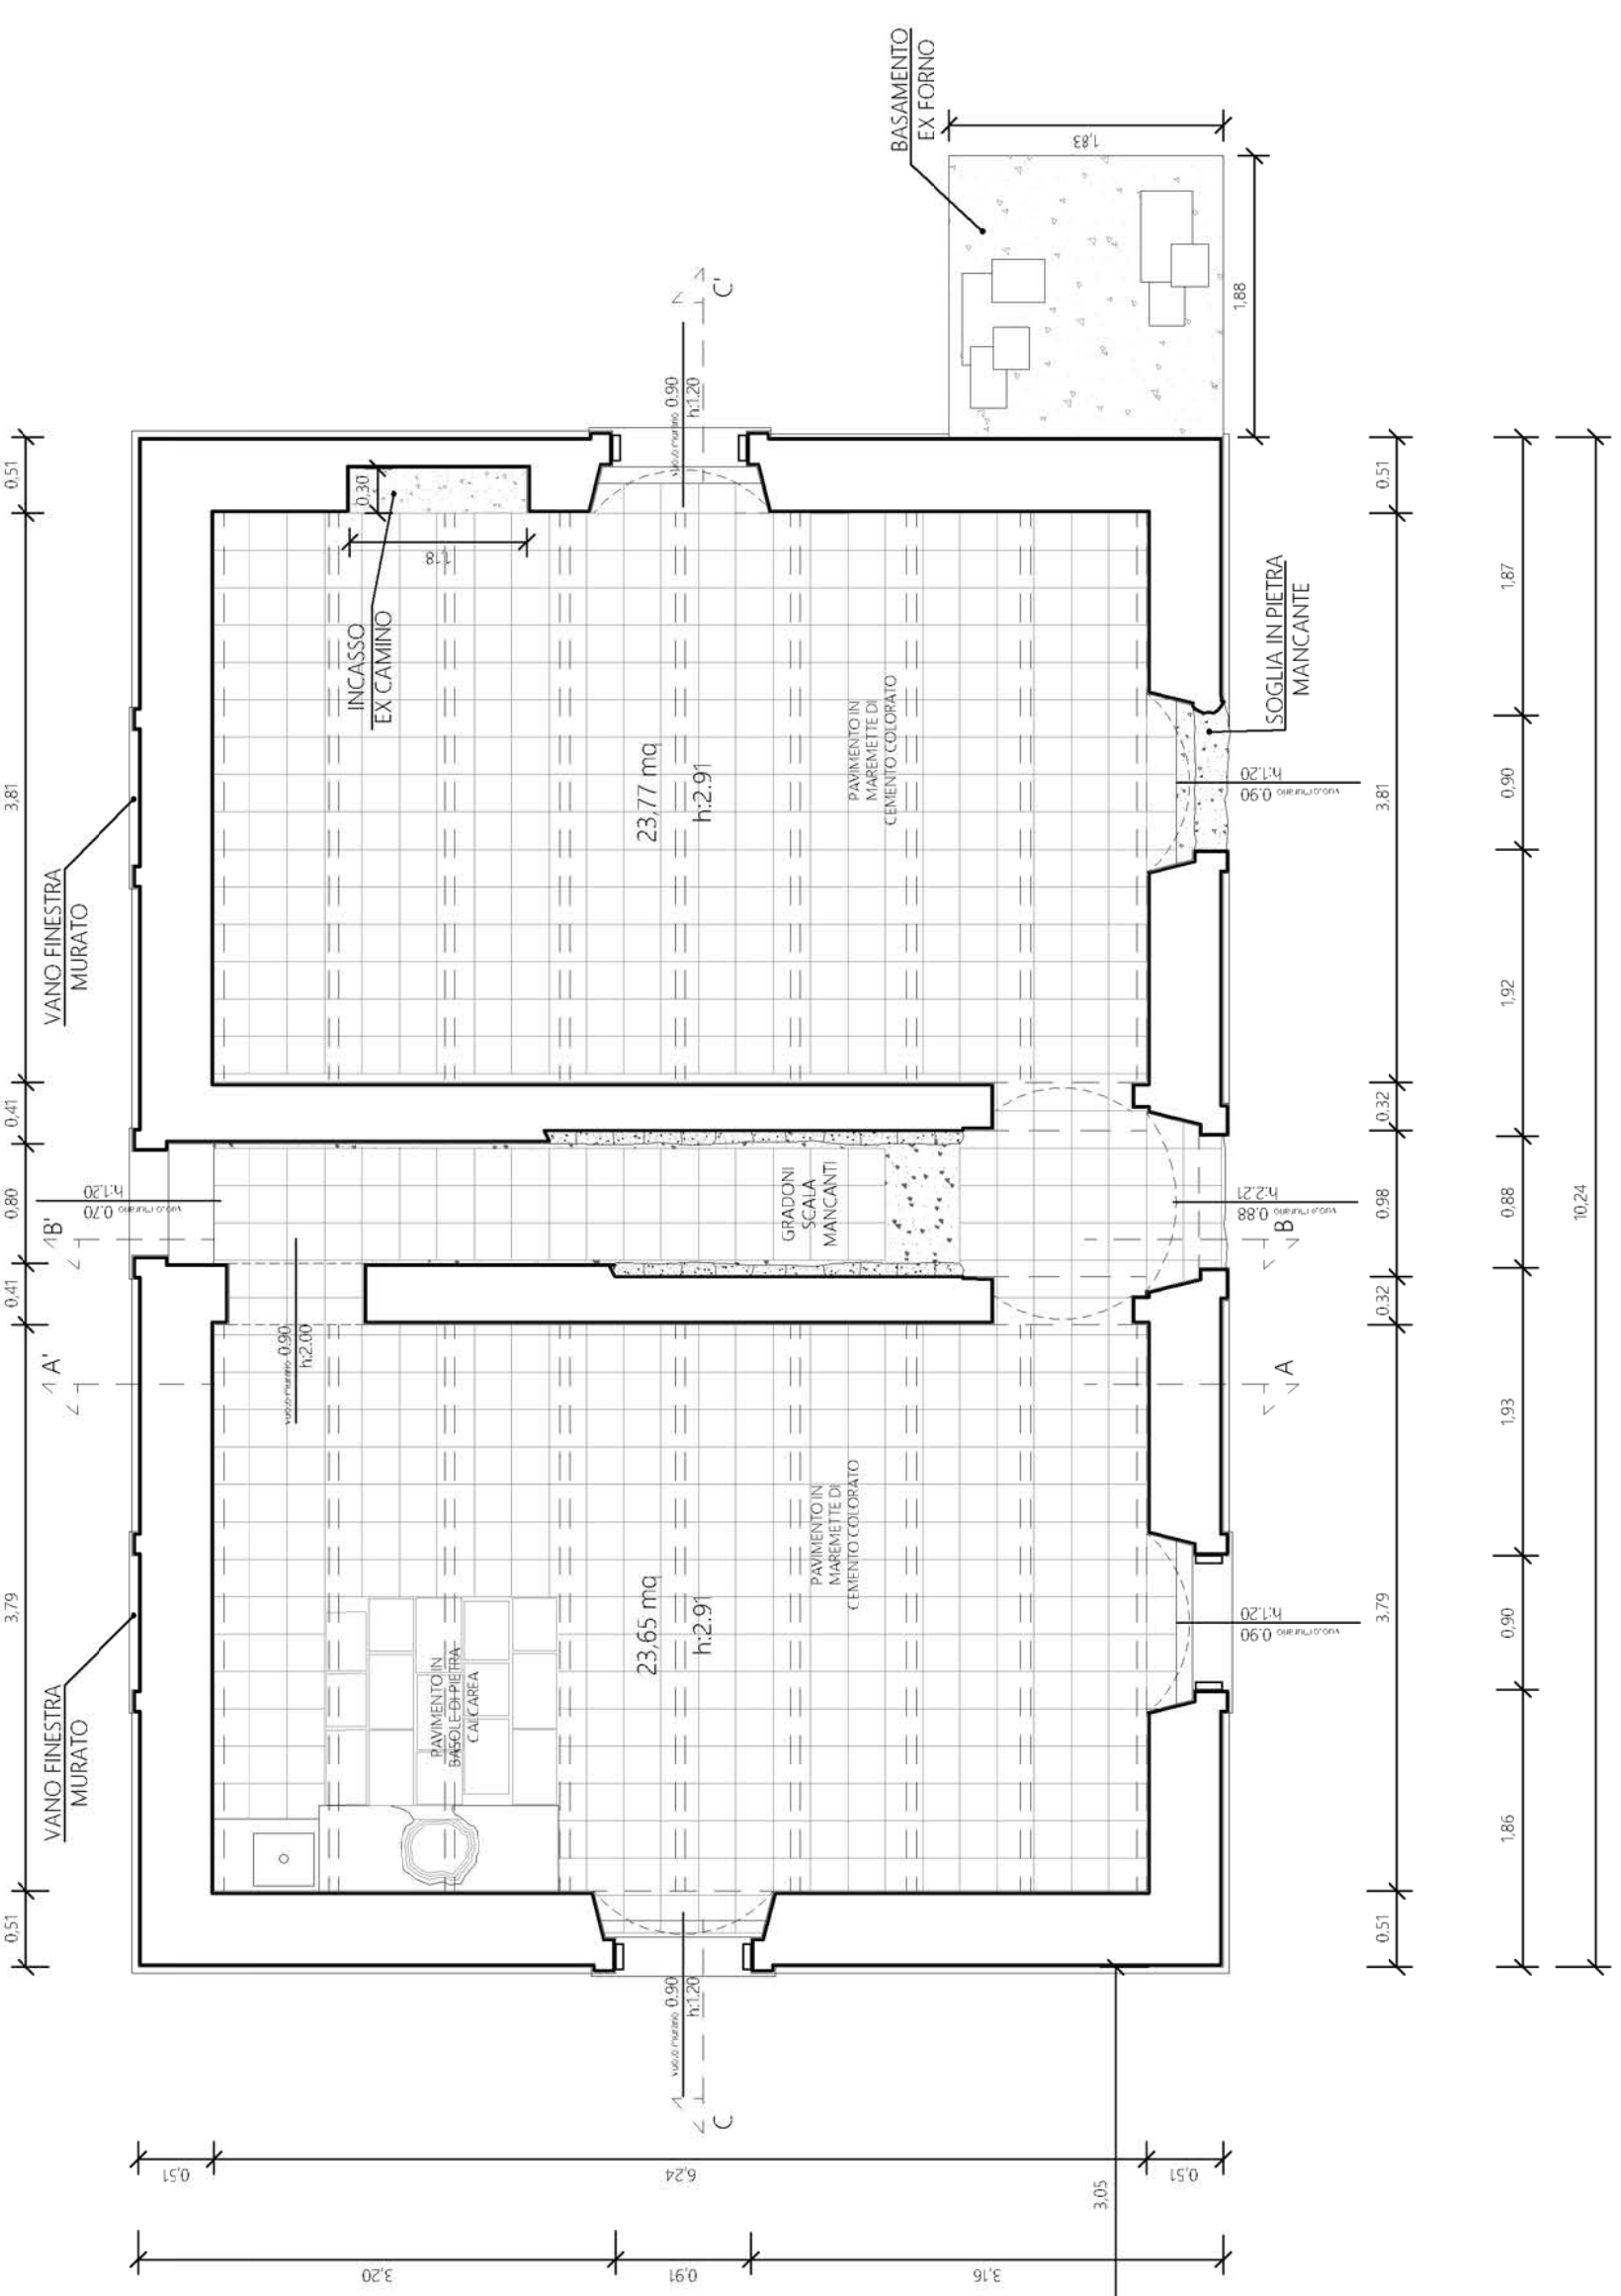 BASAMENTO
EX FORNO
1,83
1,88
C'
vuoto murario 0.90
h:1.20
0,51
3,81
0,41
0,80
0,41
3,79
0,51
VANO FINESTRA
MURATO
0,30
1,18
INCASSO
EX CAMINO
23,77 mq
h:2.91
PAVIMENTO IN
MAREMETTE DI
CEMENTO COLORATO
SOGLIA IN PIETRA
MANCANTE
vuoto murario 0.90
h:1.20
vuoto murario 0.70
h:1.20
B'
A'
GRADONI
SCALA
MANCANTI
vuoto murario 0.88
h:2.21
B
A
vuoto murario 0.90
h:2.00
VANO FINESTRA
MURATO
PAVIMENTO IN
BASOLE DI PIETRA
CALCAREA
23,65 mq
h:2.91
PAVIMENTO IN
MAREMETTE DI
CEMENTO COLORATO
vuoto murario 0.90
h:1.20
vuoto murario 0.90
h:1.20
C
0,51
3,81
0.32
0,98
0.32
3,79
0,51
1,87
0,90
1,92
0,88
1,93
0,90
1,86
10,24
0,51
6,24
0,51
3,05
3,20
0,91
3,16